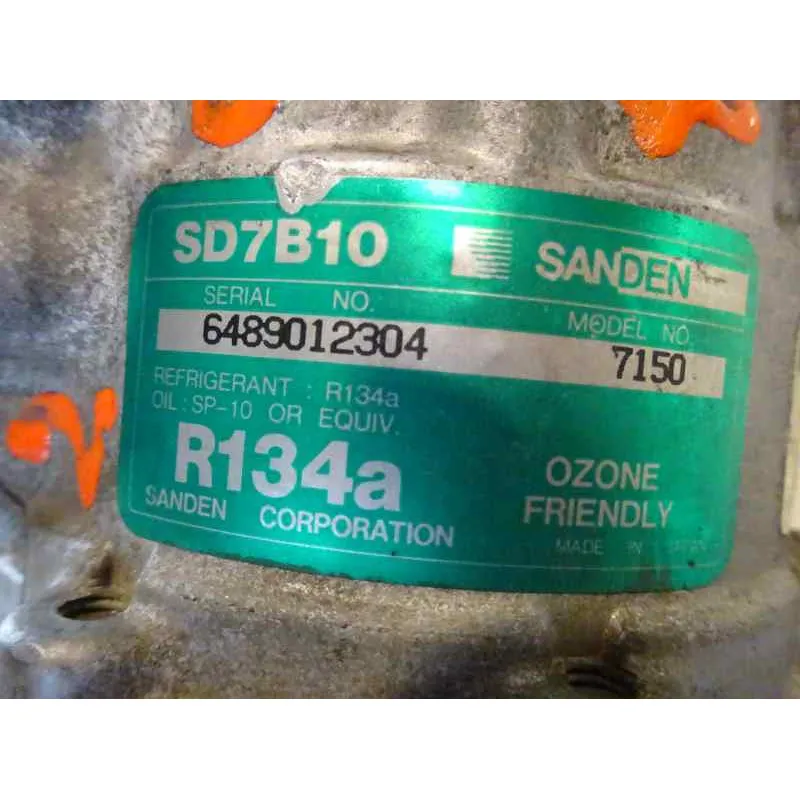 SD7B10 SANDEN
SERIAL NO. MODEL NO.
6489012304 7150
REFRIGERANT : R134a
OIL : SP-10 OR EQUIV.
R134a
OZONE
FRIENDLY
SANDEN CORPORATION
MADE IN JAPAN